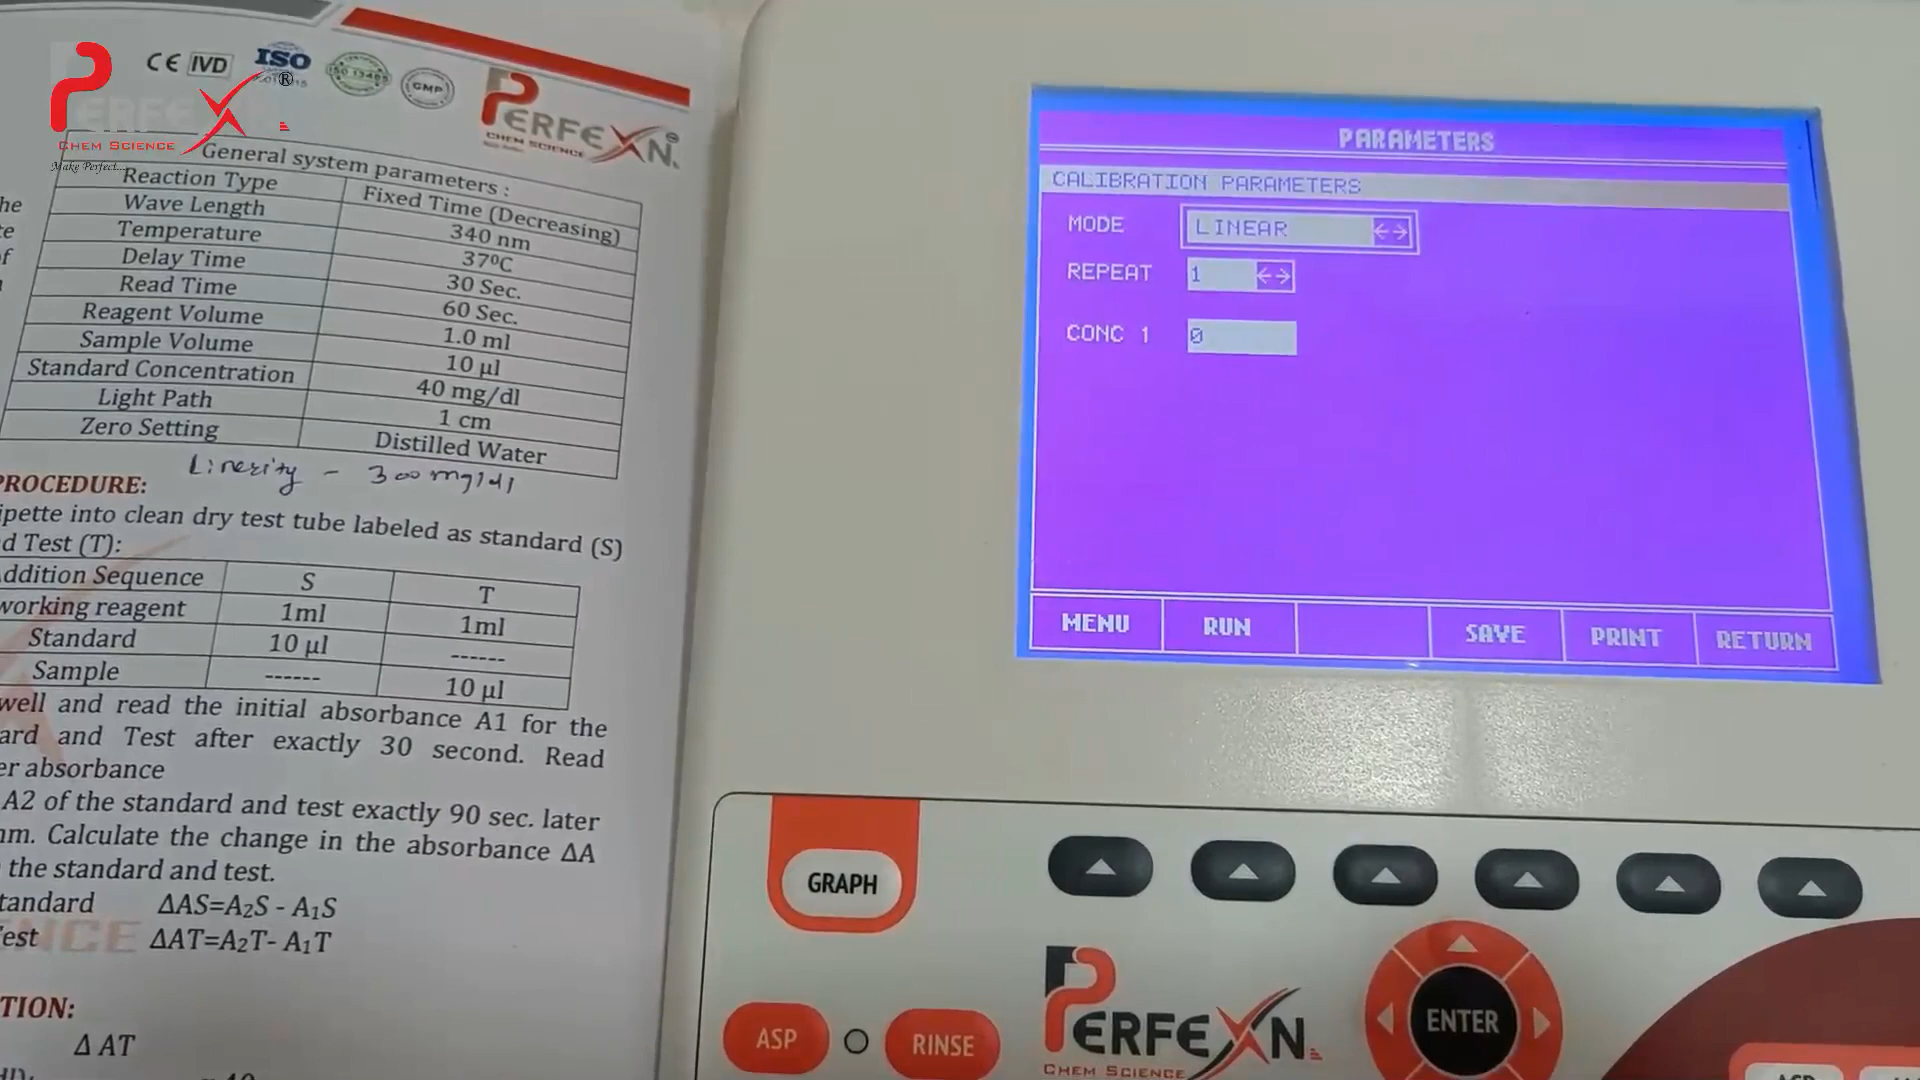 PERFEXN®
CHEM SCIENCE
Make Perfect...
CE IVD ISO GMP
PERFEXN®
CHEM SCIENCE
General system parameters :
Reaction Type Fixed Time (Decreasing)
Wave Length 340 nm
Temperature 37⁰C
Delay Time 30 Sec.
Read Time 60 Sec.
Reagent Volume 1.0 ml
Sample Volume 10 µl
Standard Concentration 40 mg/dl
Light Path 1 cm
Zero Setting Distilled Water
Linerity - 300 mg/dl
PROCEDURE:
ipette into clean dry test tube labeled as standard (S)
d Test (T):
ddition Sequence S T
working reagent 1ml 1ml
Standard 10 µl ------
Sample ------ 10 µl
well and read the initial absorbance A1 for the
ard and Test after exactly 30 second. Read
er absorbance
A2 of the standard and test exactly 90 sec. later
nm. Calculate the change in the absorbance ΔA
the standard and test.
tandard ΔAS=A₂S - A₁S
est ΔAT=A₂T- A₁T
TION:
Δ AT
PARAMETERS
CALIBRATION PARAMETERS
MODE LINEAR
REPEAT 1
CONC 1 0
MENU RUN SAVE PRINT RETURN
GRAPH
ASP RINSE
PERFEXN
CHEM SCIENCE
ENTER